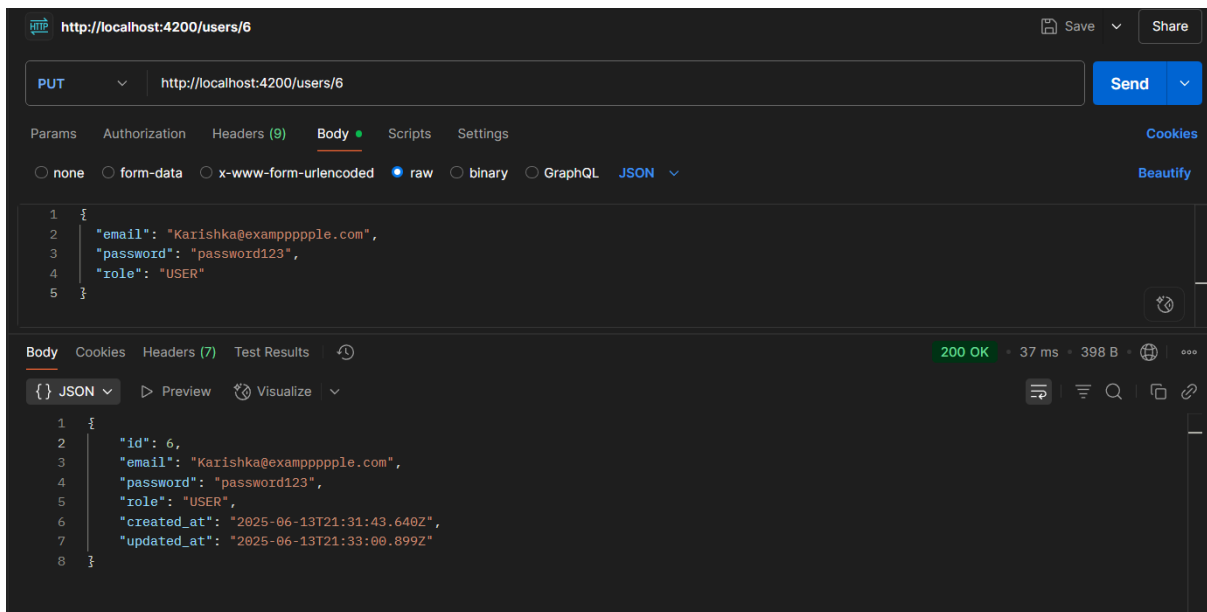 HTTP http://localhost:4200/users/6 Save Share
PUT http://localhost:4200/users/6 Send
Params Authorization Headers (9) Body Scripts Settings Cookies
none form-data x-www-form-urlencoded raw binary GraphQL JSON Beautify
1 {
2 "email": "Karishka@exampppple.com",
3 "password": "password123",
4 "role": "USER"
5 }
Body Cookies Headers (7) Test Results 200 OK • 37 ms • 398 B •
{} JSON Preview Visualize
1 {
2 "id": 6,
3 "email": "Karishka@exampppple.com",
4 "password": "password123",
5 "role": "USER",
6 "created_at": "2025-06-13T21:31:43.640Z",
7 "updated_at": "2025-06-13T21:33:00.899Z"
8 }